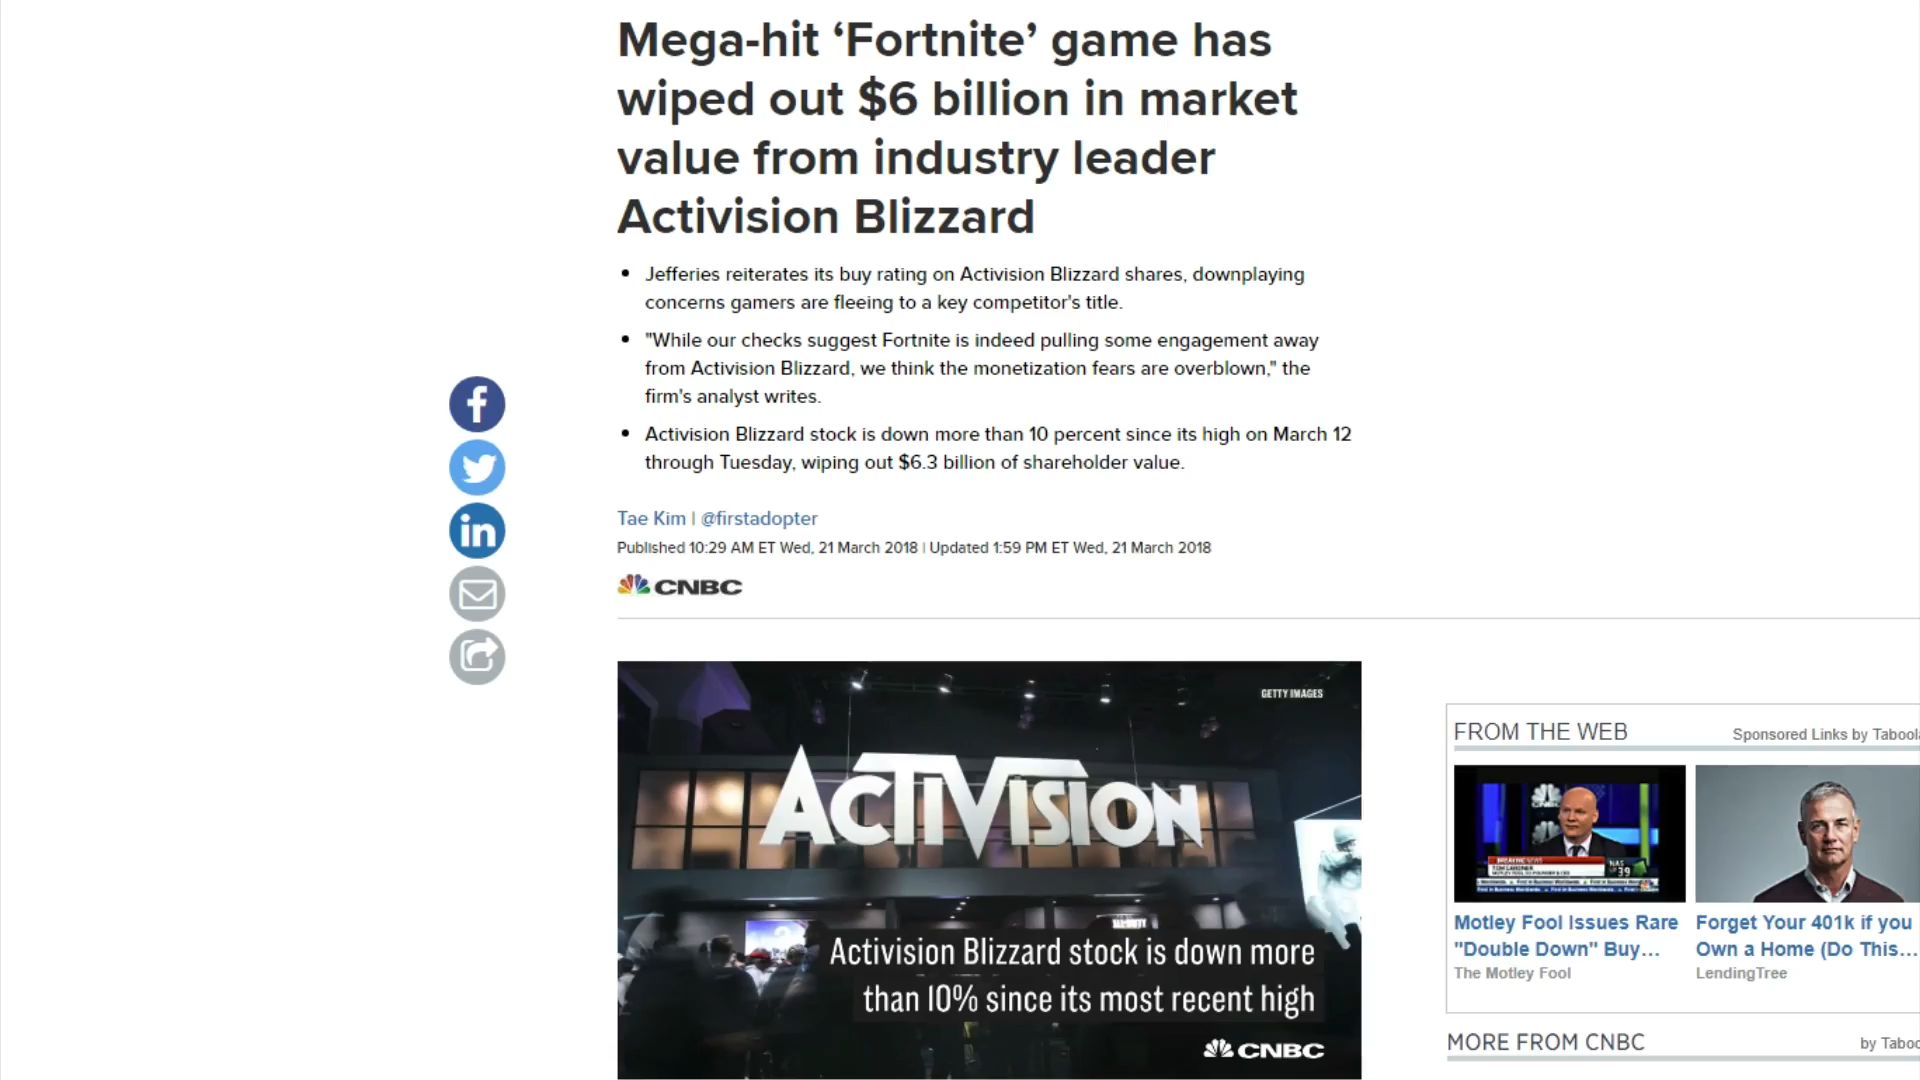 Mega-hit ‘Fortnite’ game has
wiped out $6 billion in market
value from industry leader
Activision Blizzard
• Jefferies reiterates its buy rating on Activision Blizzard shares, downplaying
concerns gamers are fleeing to a key competitor's title.
• "While our checks suggest Fortnite is indeed pulling some engagement away
from Activision Blizzard, we think the monetization fears are overblown," the
firm's analyst writes.
• Activision Blizzard stock is down more than 10 percent since its high on March 12
through Tuesday, wiping out $6.3 billion of shareholder value.
Tae Kim | @firstadopter
Published 10:29 AM ET Wed, 21 March 2018 | Updated 1:59 PM ET Wed, 21 March 2018
CNBC
GETTY IMAGES
ACTIVISION
Activision Blizzard stock is down more
than 10% since its most recent high
CNBC
FROM THE WEB
Sponsored Links by Taboola
BREAKING NEWS
TOM GARDNER
Motley Fool Issues Rare
"Double Down" Buy...
The Motley Fool
Forget Your 401k if you
Own a Home (Do This...
LendingTree
MORE FROM CNBC
by Taboo